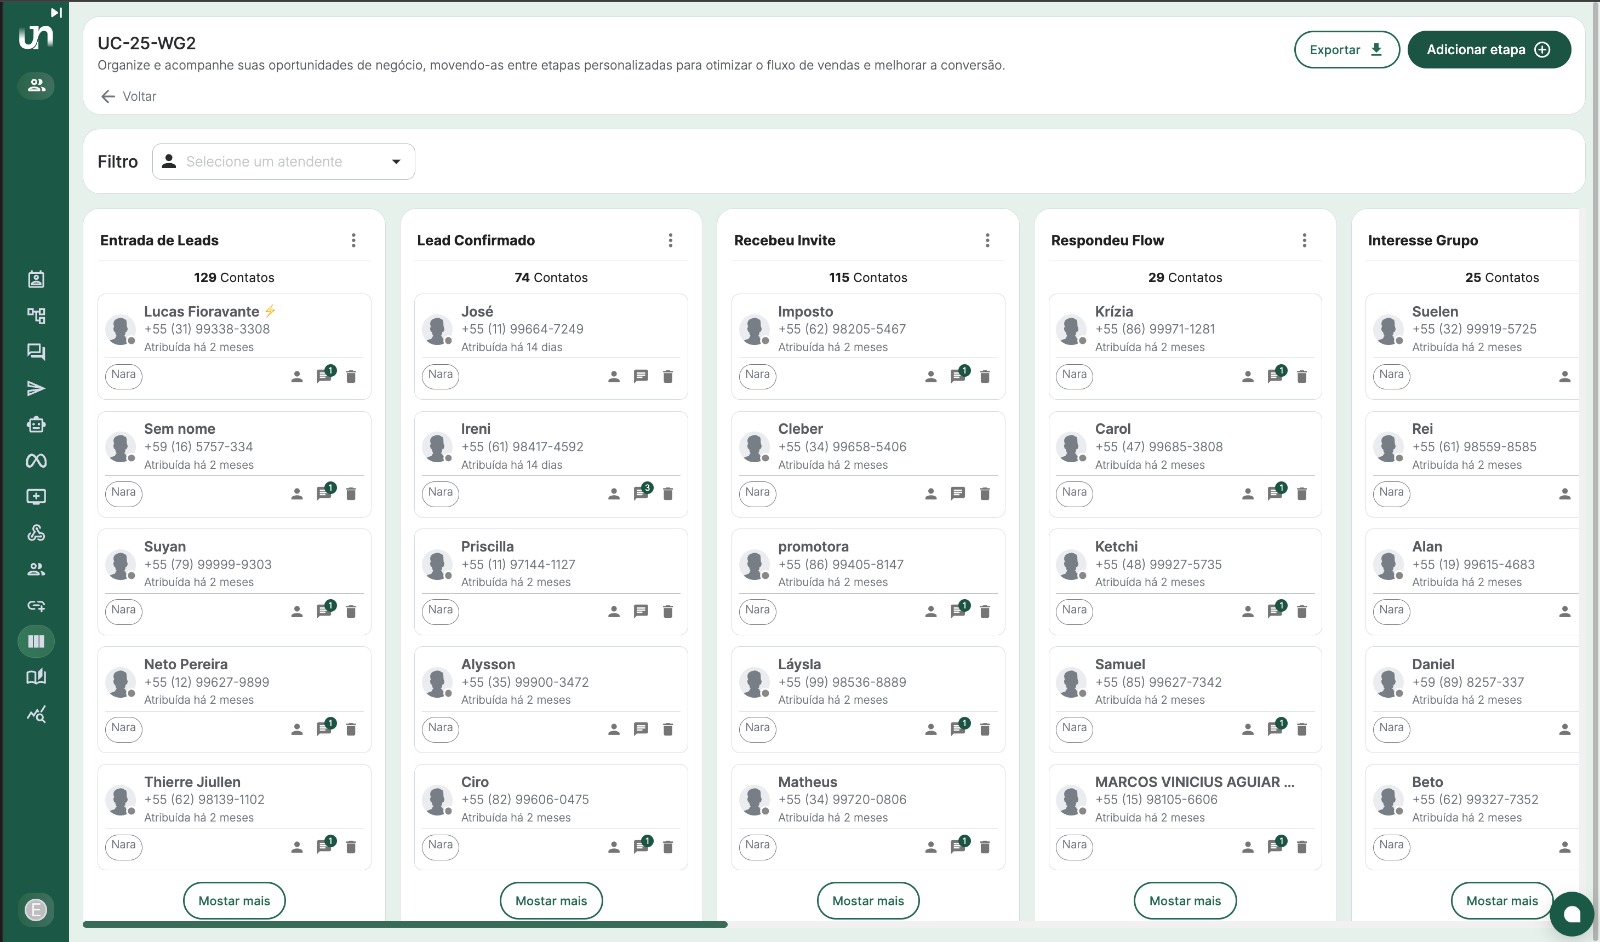 un
UC-25-WG2
Organize e acompanhe suas oportunidades de negócio, movendo-as entre etapas personalizadas para otimizar o fluxo de vendas e melhorar a conversão.
Voltar
Exportar
Adicionar etapa
Filtro
Selecione um atendente
Entrada de Leads
129 Contatos
Lucas Fioravante⚡
+55 (31) 99338-3308
Atribuída há 2 meses
Nara
1
Sem nome
+59 (16) 5757-334
Atribuída há 2 meses
Nara
1
Suyan
+55 (79) 99999-9303
Atribuída há 2 meses
Nara
1
Neto Pereira
+55 (12) 99627-9899
Atribuída há 2 meses
Nara
1
Thierre Jiullen
+55 (62) 98139-1102
Atribuída há 2 meses
Nara
1
Mostar mais
Lead Confirmado
74 Contatos
José
+55 (11) 99664-7249
Atribuída há 14 dias
Nara
Ireni
+55 (61) 98417-4592
Atribuída há 14 dias
Nara
3
Priscilla
+55 (11) 97144-1127
Atribuída há 2 meses
Nara
Alysson
+55 (35) 99900-3472
Atribuída há 2 meses
Nara
Ciro
+55 (82) 99606-0475
Atribuída há 2 meses
Nara
1
Mostar mais
Recebeu Invite
115 Contatos
Imposto
+55 (62) 98205-5467
Atribuída há 2 meses
Nara
1
Cleber
+55 (34) 99658-5406
Atribuída há 2 meses
Nara
promotora
+55 (86) 99405-8147
Atribuída há 2 meses
Nara
1
Láysla
+55 (99) 98536-8889
Atribuída há 2 meses
Nara
1
Matheus
+55 (34) 99720-0806
Atribuída há 2 meses
Nara
1
Mostar mais
Respondeu Flow
29 Contatos
Krízia
+55 (86) 99971-1281
Atribuída há 2 meses
Nara
1
Carol
+55 (47) 99685-3808
Atribuída há 2 meses
Nara
1
Ketchi
+55 (48) 99927-5735
Atribuída há 2 meses
Nara
1
Samuel
+55 (85) 99627-7342
Atribuída há 2 meses
Nara
1
MARCOS VINICIUS AGUIAR ...
+55 (15) 98105-6606
Atribuída há 2 meses
Nara
1
Mostar mais
Interesse Grupo
25 Contatos
Suelen
+55 (32) 99919-5725
Atribuída há 2 meses
Nara
Rei
+55 (61) 98559-8585
Atribuída há 2 meses
Nara
Alan
+55 (19) 99615-4683
Atribuída há 2 meses
Nara
Daniel
+59 (89) 8257-337
Atribuída há 2 meses
Nara
Beto
+55 (62) 99327-7352
Atribuída há 2 meses
Nara
Mostar mais
E